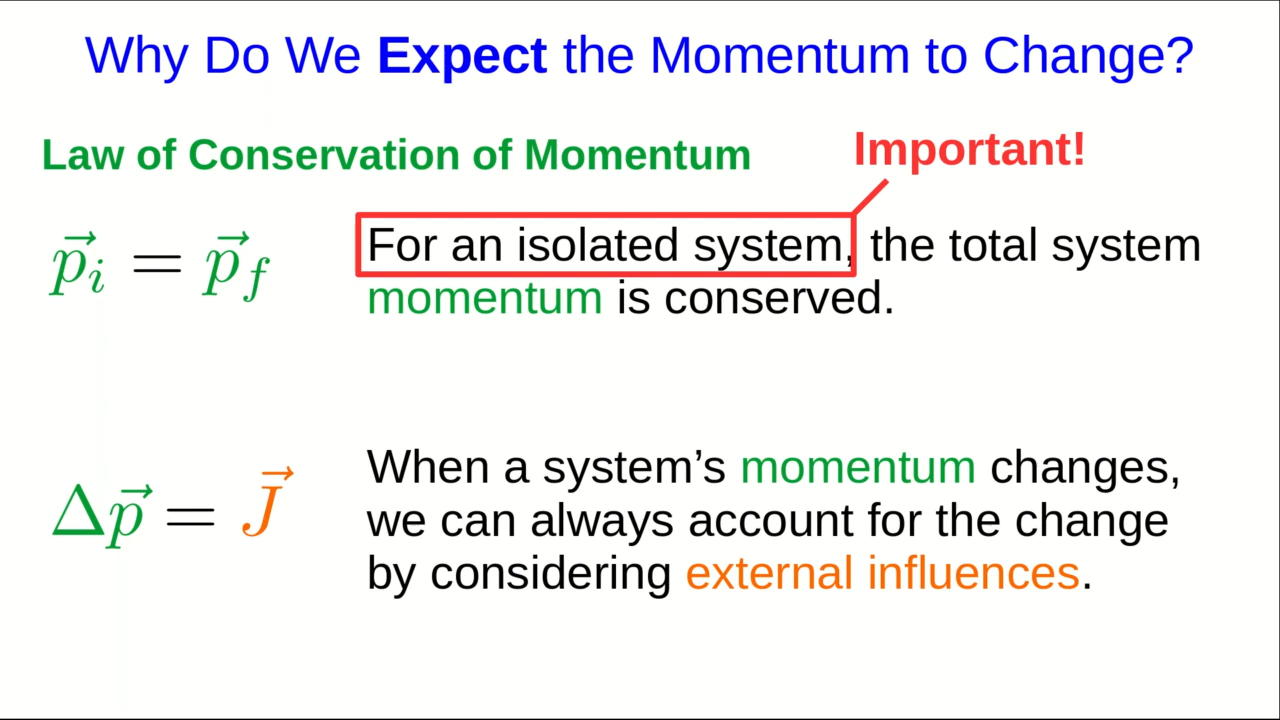 Why Do We Expect the Momentum to Change?
Law of Conservation of Momentum
Important!
p⃗ᵢ = p⃗_f
For an isolated system, the total system
momentum is conserved.
Δp⃗ = J⃗
When a system’s momentum changes,
we can always account for the change
by considering external influences.